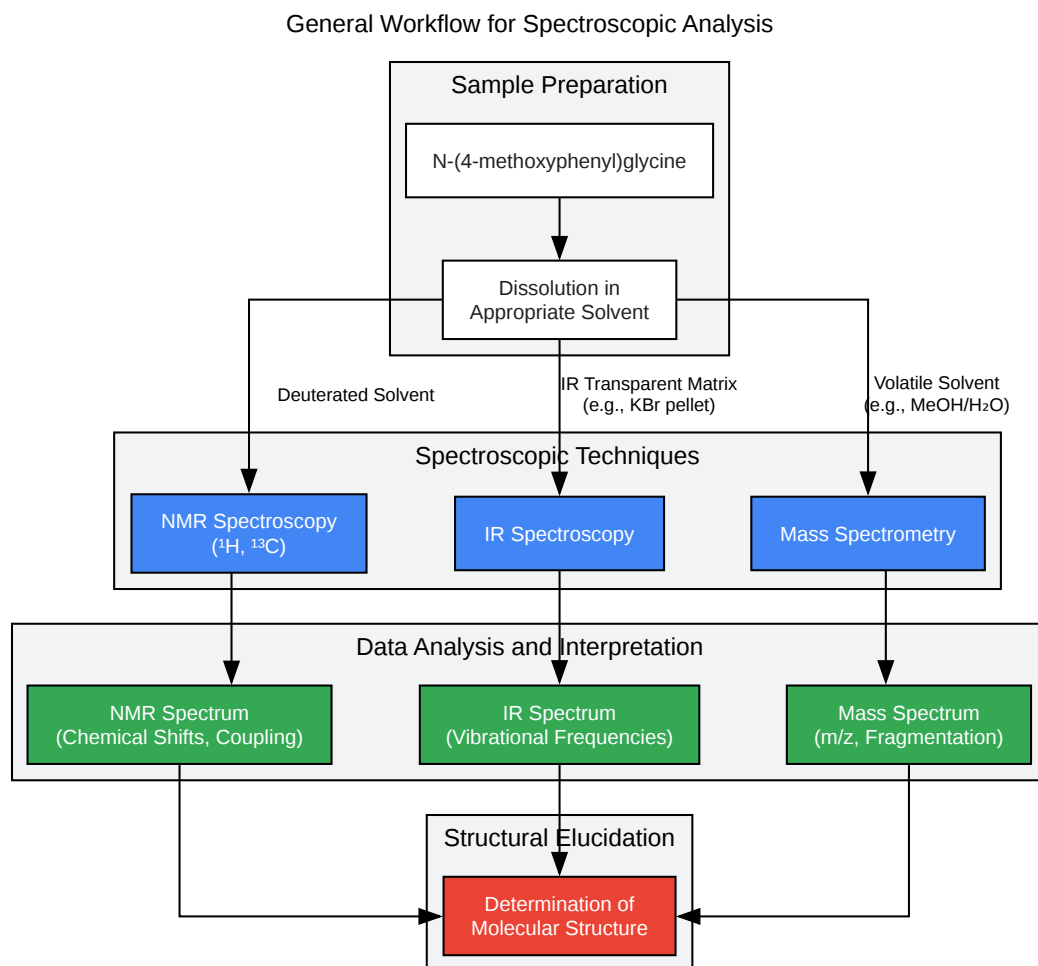 General Workflow for Spectroscopic Analysis
Sample Preparation
N-(4-methoxyphenyl)glycine
Dissolution in
Appropriate Solvent
Deuterated Solvent
IR Transparent Matrix
(e.g., KBr pellet)
Volatile Solvent
(e.g., MeOH/H₂O)
Spectroscopic Techniques
NMR Spectroscopy
(¹H, ¹³C)
IR Spectroscopy
Mass Spectrometry
Data Analysis and Interpretation
NMR Spectrum
(Chemical Shifts, Coupling)
IR Spectrum
(Vibrational Frequencies)
Mass Spectrum
(m/z, Fragmentation)
Structural Elucidation
Determination of
Molecular Structure